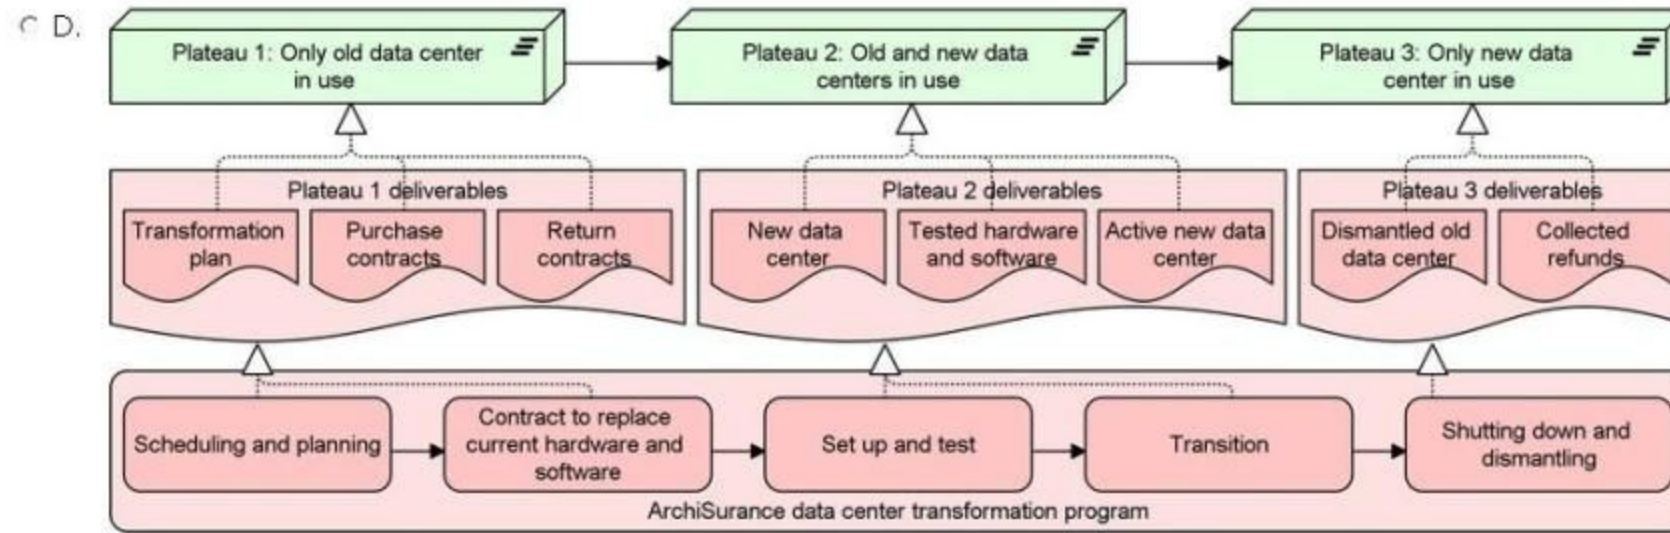 D.
Plateau 1: Only old data center
in use
Plateau 2: Old and new data
centers in use
Plateau 3: Only new data
center in use
Plateau 1 deliverables
Transformation
plan
Purchase
contracts
Return
contracts
Plateau 2 deliverables
New data
center
Tested hardware
and software
Active new data
center
Plateau 3 deliverables
Dismantled old
data center
Collected
refunds
Scheduling and planning
Contract to replace
current hardware and
software
Set up and test
Transition
Shutting down and
dismantling
ArchiSurance data center transformation program